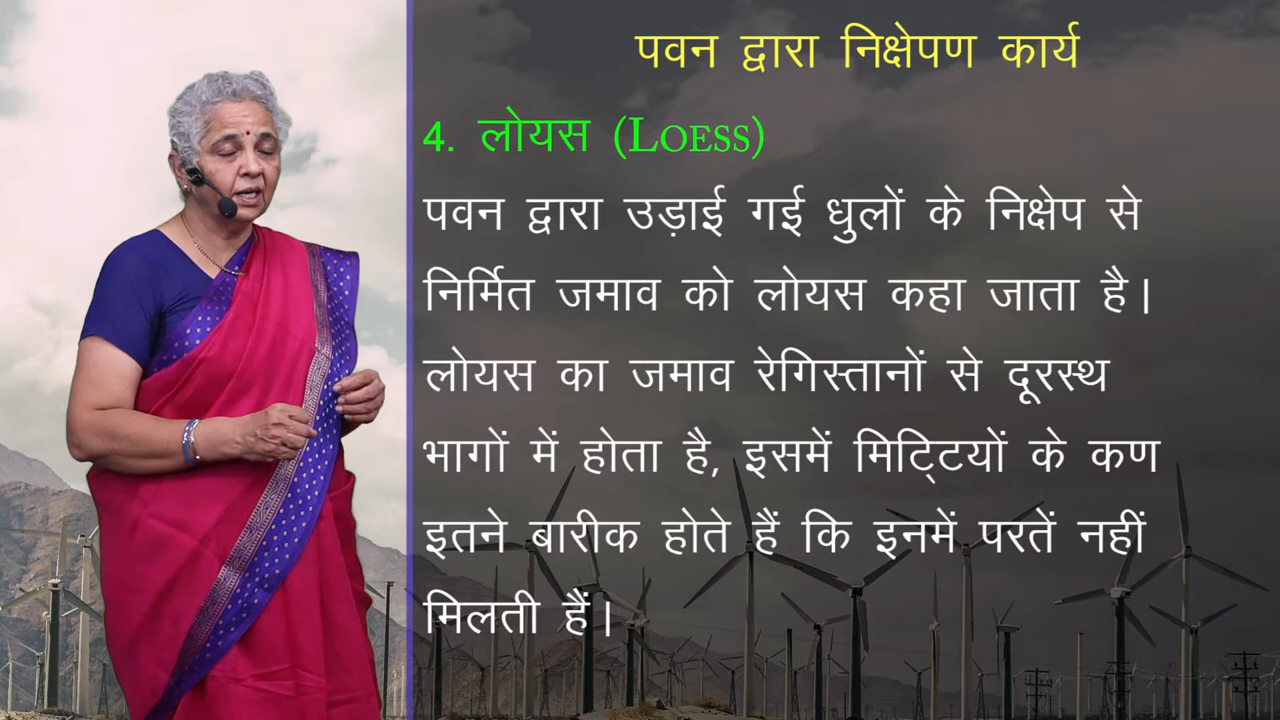 पवन द्वारा निक्षेपण कार्य
4. लोयस (LOESS)
पवन द्वारा उड़ाई गई धुलों के निक्षेप से
निर्मित जमाव को लोयस कहा जाता है।
लोयस का जमाव रेगिस्तानों से दूरस्थ
भागों में होता है, इसमें मिट्टियों के कण
इतने बारीक होते हैं कि इनमें परतें नहीं
मिलती हैं।